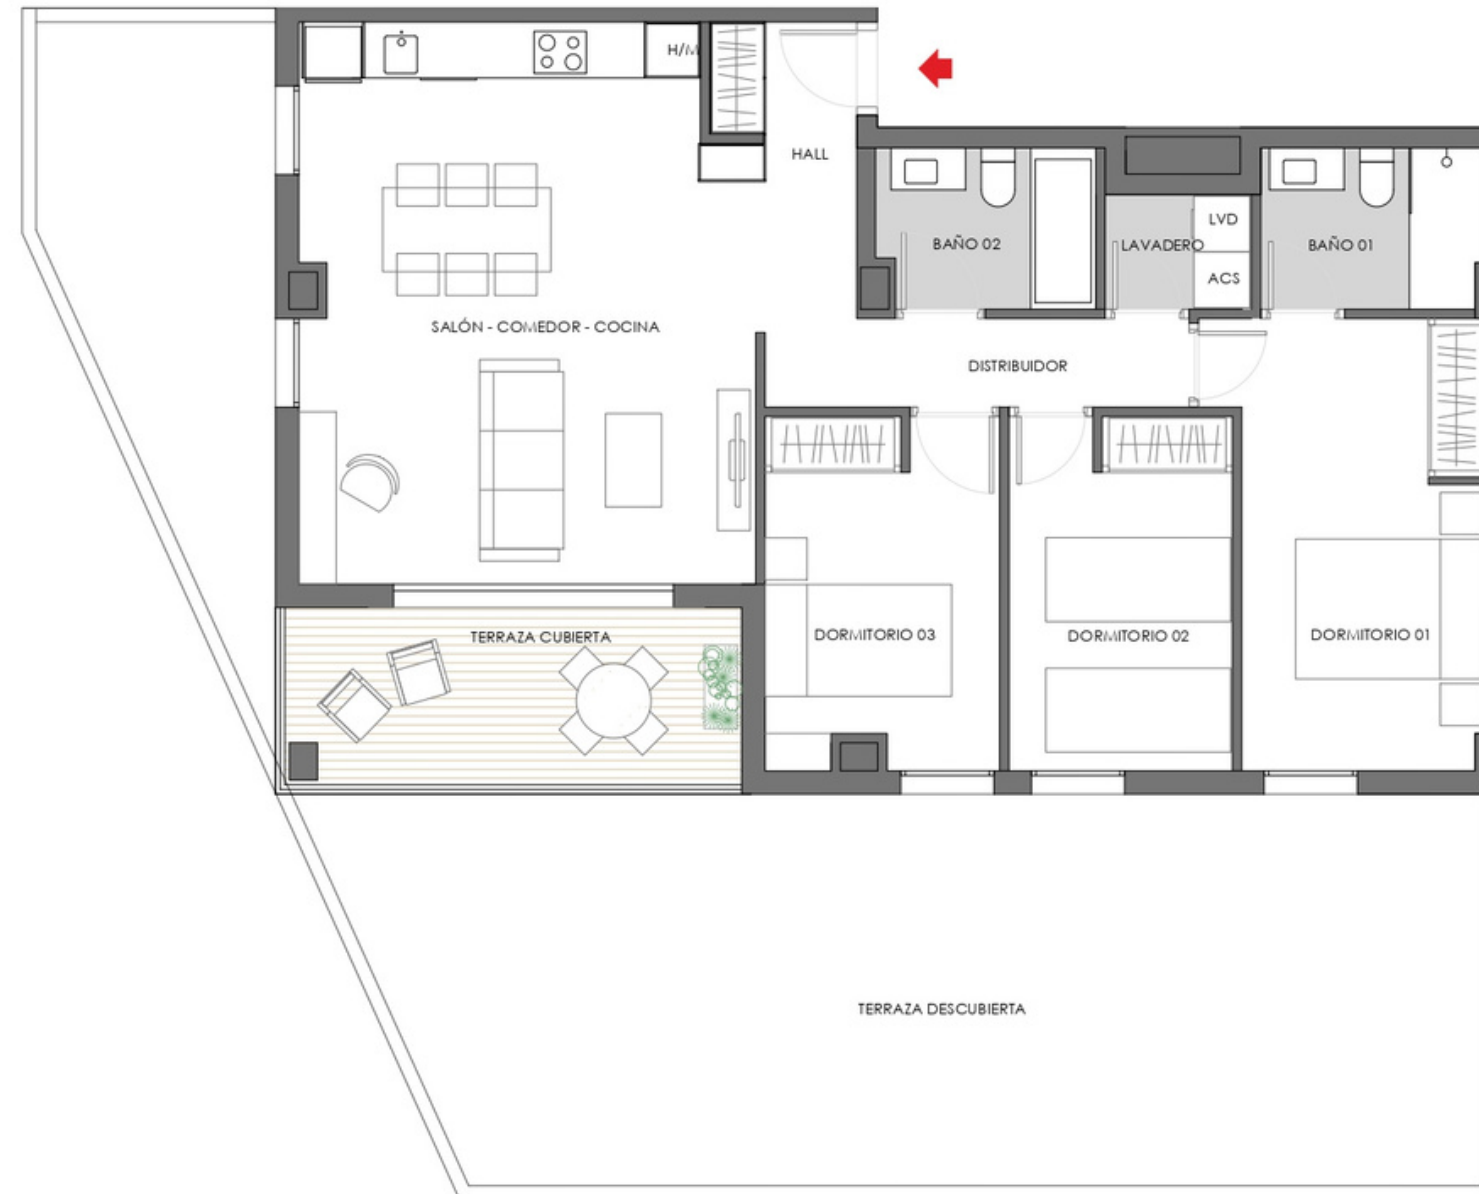 H/M
HALL
BAÑO 02
LAVADERO
LVD
ACS
BAÑO 01
SALÓN - COMEDOR - COCINA
DISTRIBUIDOR
TERRAZA CUBIERTA
DORMITORIO 03
DORMITORIO 02
DORMITORIO 01
TERRAZA DESCUBIERTA